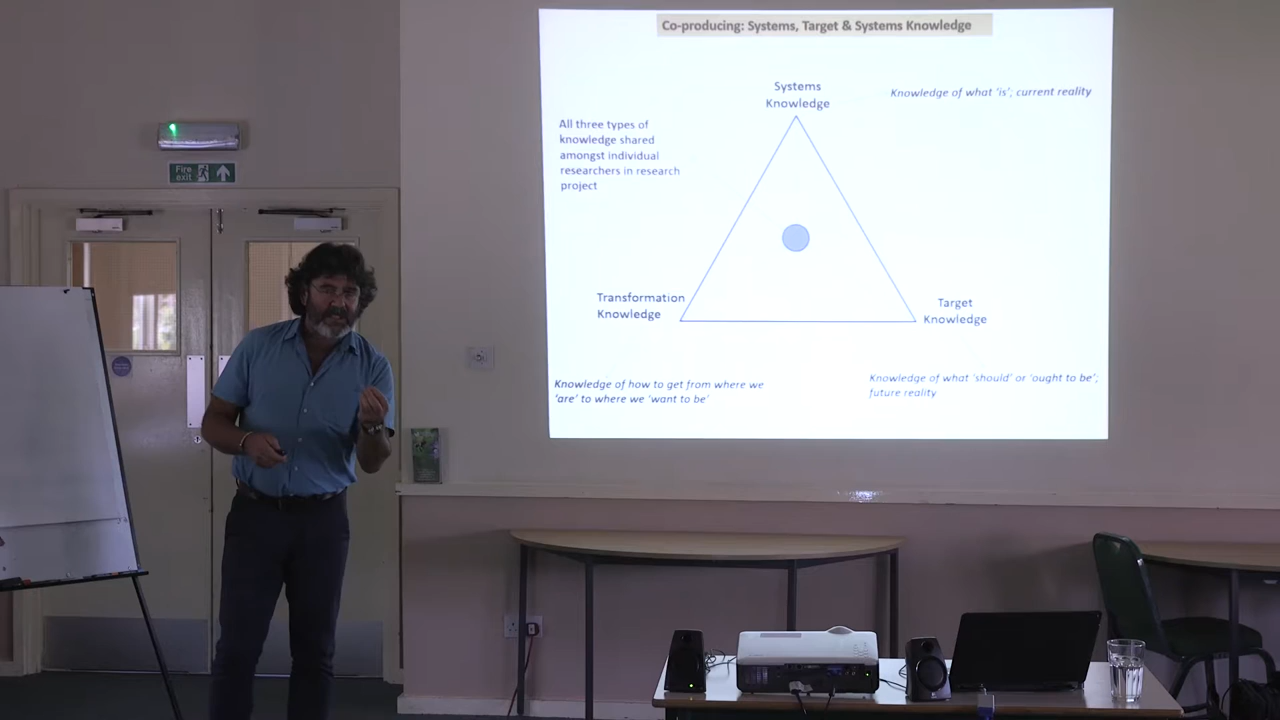 Co-producing: Systems, Target & Systems Knowledge
Systems
Knowledge
Knowledge of what ‘is’; current reality
All three types of
knowledge shared
amongst individual
researchers in research
project
Transformation
Knowledge
Target
Knowledge
Knowledge of how to get from where we
‘are’ to where we ‘want to be’
Knowledge of what ‘should’ or ‘ought to be’;
future reality
Fire
exit